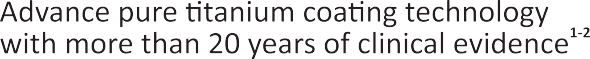 Advance pure titanium coating technology
with more than 20 years of clinical evidence¹⁻²